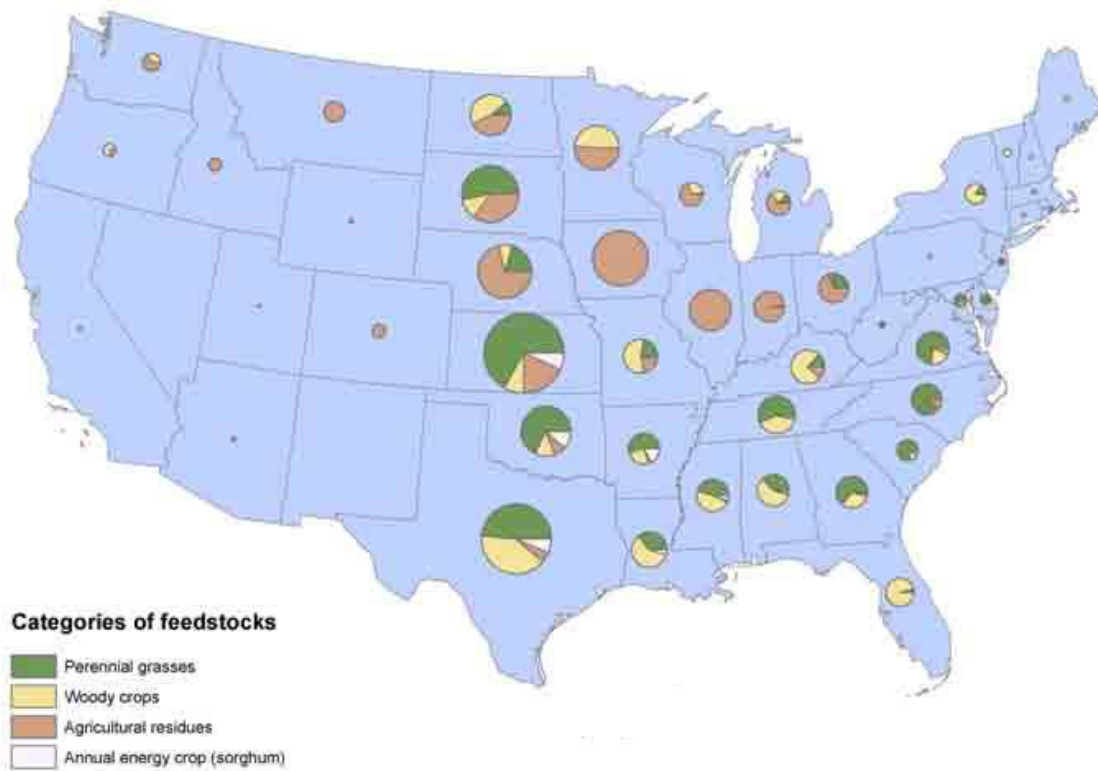 Categories of feedstocks
Perennial grasses
Woody crops
Agricultural residues
Annual energy crop (sorghum)